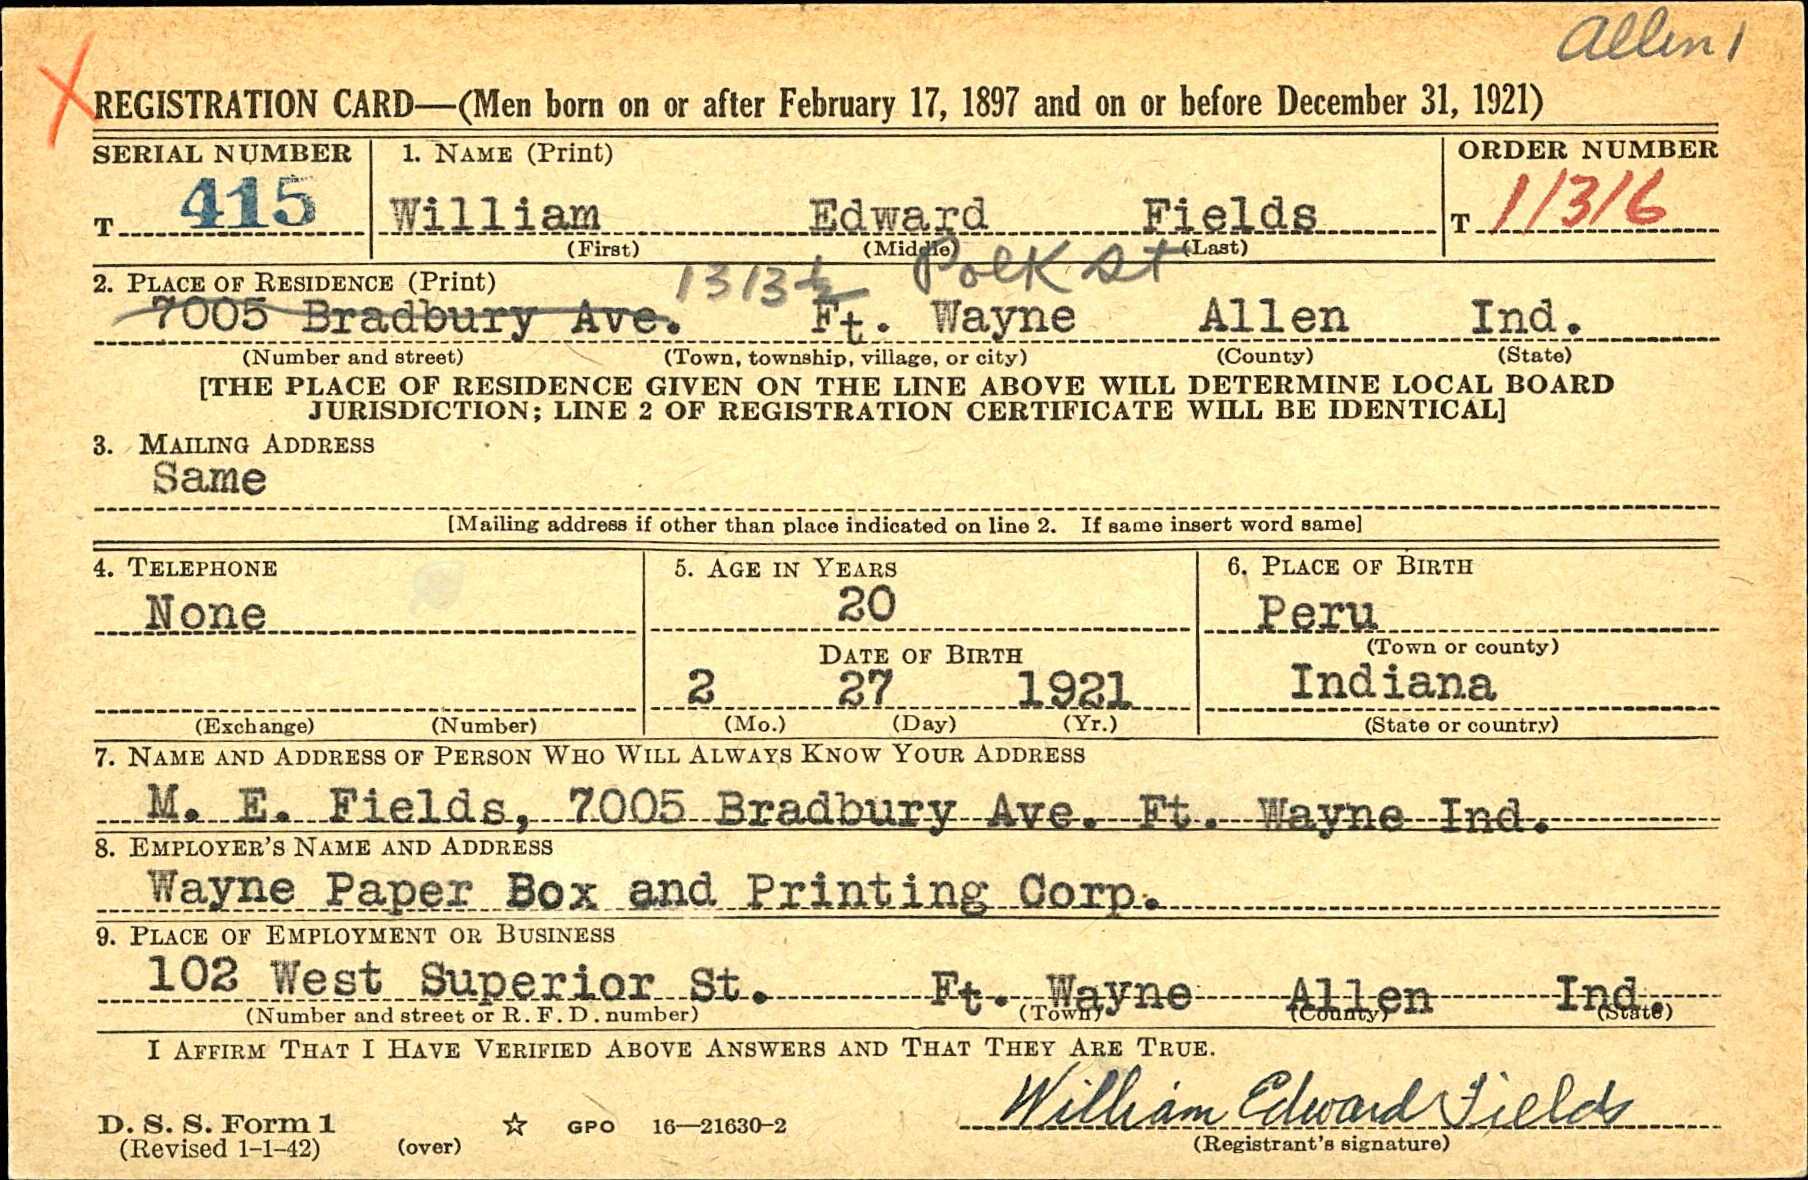 Allen 1
REGISTRATION CARD—(Men born on or after February 17, 1897 and on or before December 31, 1921)
SERIAL NUMBER 1. NAME (Print) ORDER NUMBER
T 415 William Edward Fields T 11316
(First) (Middle) (Last)
2. PLACE OF RESIDENCE (Print) 1313 1/2 Polk St
7005 Bradbury Ave. Ft. Wayne Allen Ind.
(Number and street) (Town, township, village, or city) (County) (State)
[THE PLACE OF RESIDENCE GIVEN ON THE LINE ABOVE WILL DETERMINE LOCAL BOARD
JURISDICTION; LINE 2 OF REGISTRATION CERTIFICATE WILL BE IDENTICAL]
3. MAILING ADDRESS
Same
[Mailing address if other than place indicated on line 2. If same insert word same]
4. TELEPHONE 5. AGE IN YEARS 6. PLACE OF BIRTH
None 20 Peru
DATE OF BIRTH (Town or county)
2 27 1921 Indiana
(Exchange) (Number) (Mo.) (Day) (Yr.) (State or country)
7. NAME AND ADDRESS OF PERSON WHO WILL ALWAYS KNOW YOUR ADDRESS
M. E. Fields, 7005 Bradbury Ave. Ft. Wayne Ind.
8. EMPLOYER'S NAME AND ADDRESS
Wayne Paper Box and Printing Corp.
9. PLACE OF EMPLOYMENT OR BUSINESS
102 West Superior St. Ft. Wayne Allen Ind.
(Number and street or R. F. D. number) (Town) (County) (State)
I AFFIRM THAT I HAVE VERIFIED ABOVE ANSWERS AND THAT THEY ARE TRUE.
William Edward Fields
D. S. S. Form 1 ☆ GPO 16—21630-2
(Revised 1-1-42) (over) (Registrant's signature)